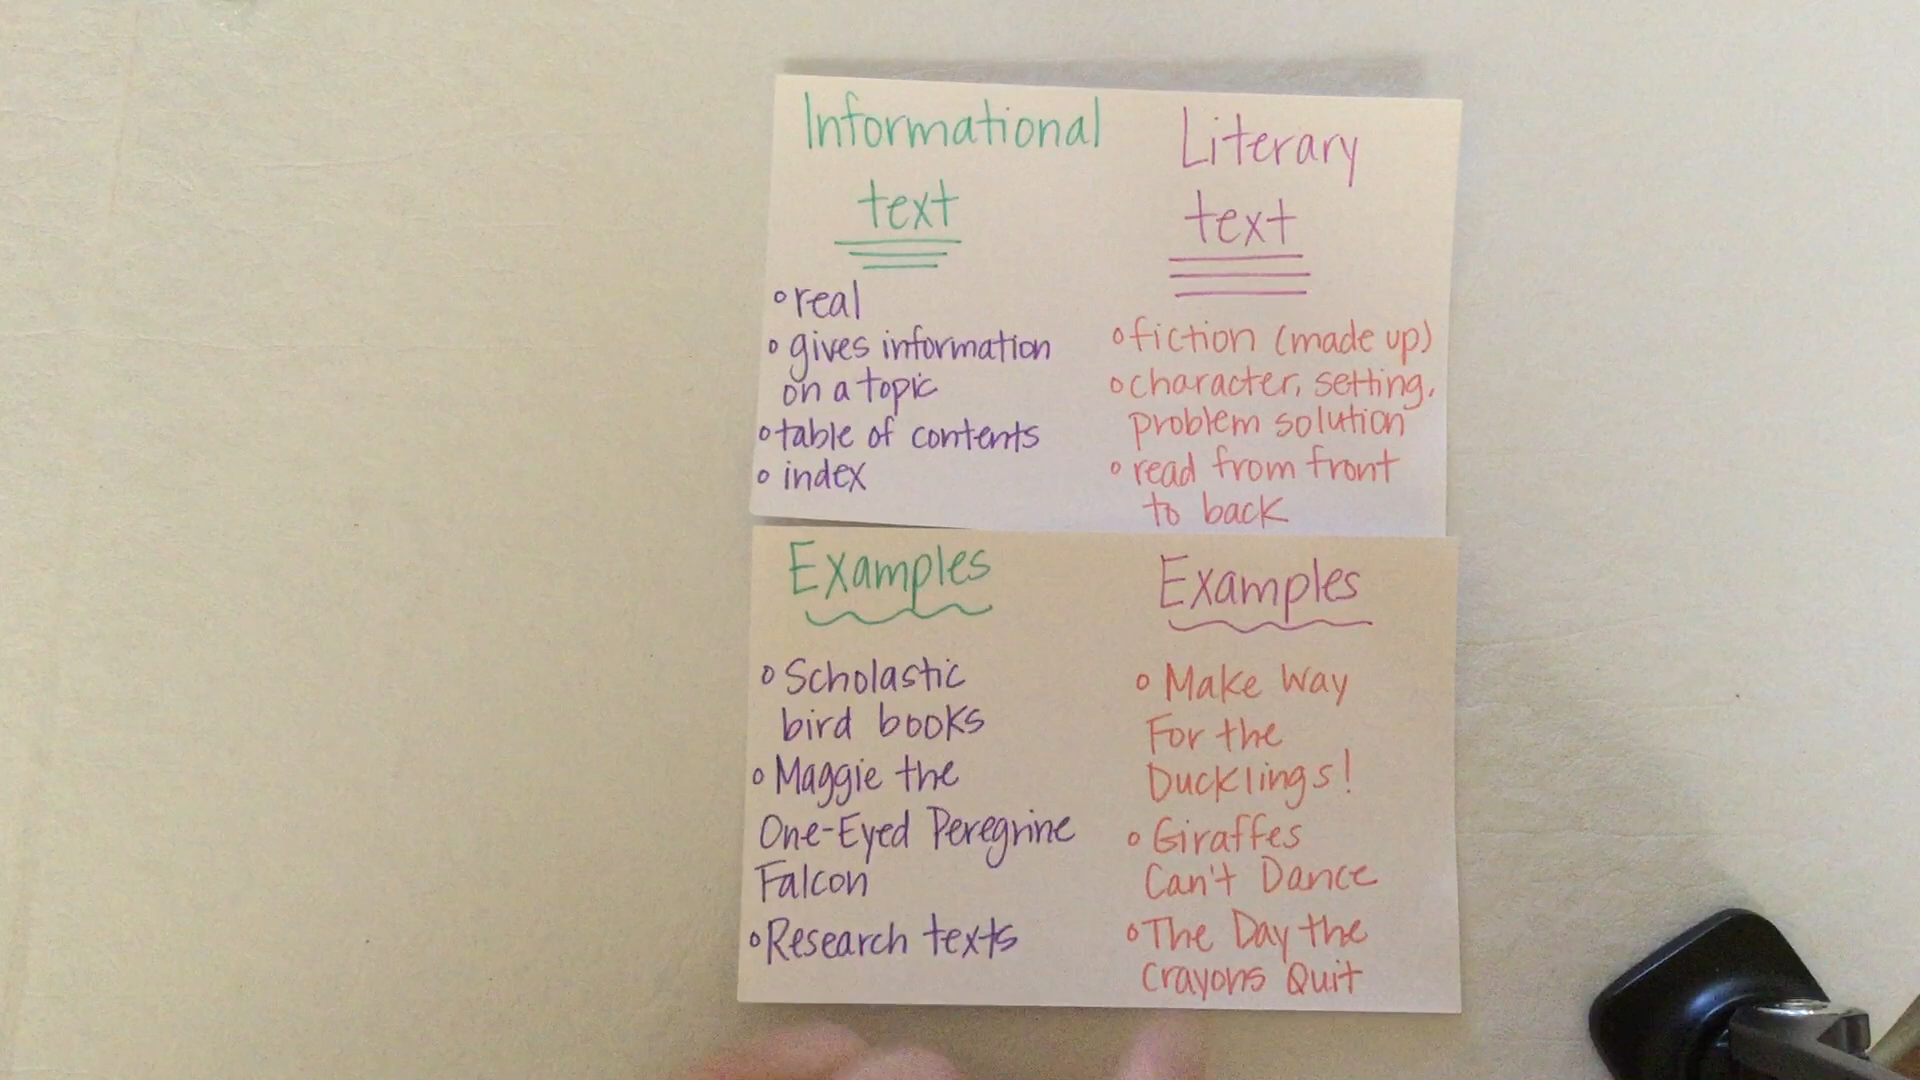 Informational
text
• real
• gives information
on a topic
• table of contents
• index
Literary
text
• fiction (made up)
• character, setting,
problem solution
• read from front
to back
Examples
• Scholastic
bird books
• Maggie the
One-Eyed Peregrine
Falcon
• Research texts
Examples
• Make Way
For the
Ducklings!
• Giraffes
Can't Dance
• The Day the
Crayons Quit